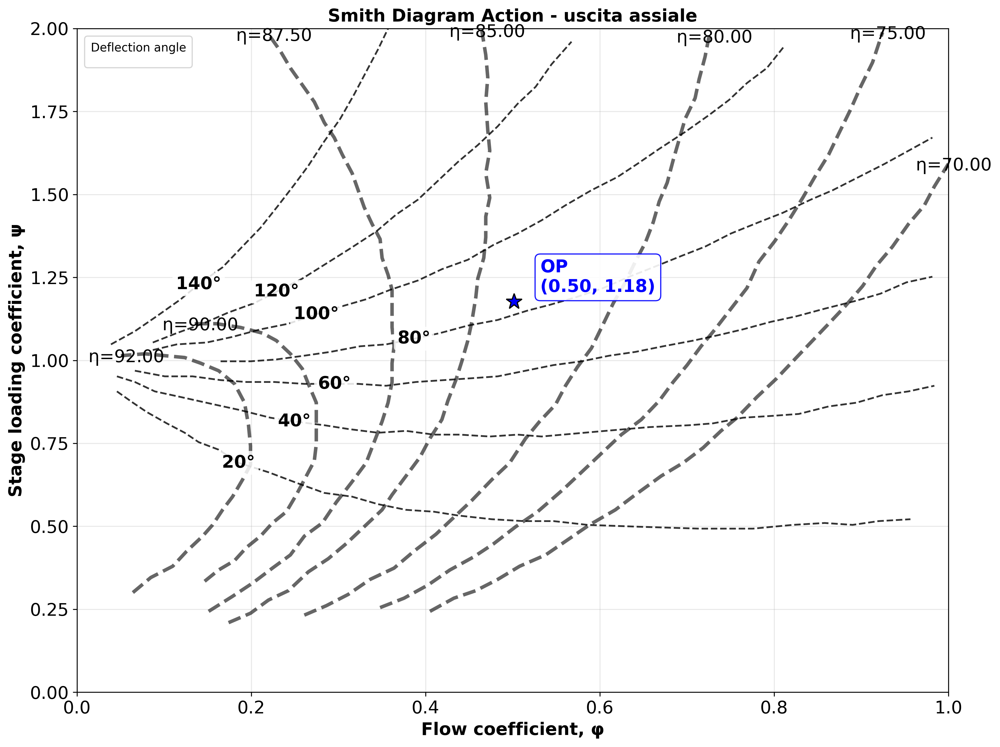 Smith Diagram Action - uscita assiale
η=87.50
η=85.00
η=80.00
η=75.00
η=70.00
Deflection angle
140°
120°
100°
η=90.00
80°
η=92.00
60°
40°
20°
OP
(0.50, 1.18)
Stage loading coefficient, ψ
2.00
1.75
1.50
1.25
1.00
0.75
0.50
0.25
0.00
0.0
0.2
0.4
0.6
0.8
1.0
Flow coefficient, φ